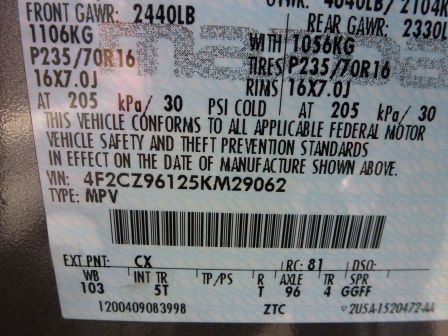 FRONT GAWR: 2440LB
REAR GAWR: 2330L
1106KG
WITH 1056KG
P235/70R16
TIRES P235/70R16
16X7.0J
RIMS 16X7.0J
AT 205 kPa/ 30 PSI COLD AT 205 kPa/ 30
THIS VEHICLE CONFORMS TO ALL APPLICABLE FEDERAL MOTOR
VEHICLE SAFETY AND THEFT PREVENTION STANDARDS
IN EFFECT ON THE DATE OF MANUFACTURE SHOWN ABOVE.
VIN: 4F2CZ96125KM29062
TYPE: MPV
EXT PNT: CX RC: 81 DSO:
WB INT TR TP/PS R AX TR SPR
103 5T T 96 4 GGFF
1200409083998 ZTC 2U5A-1520472-AA